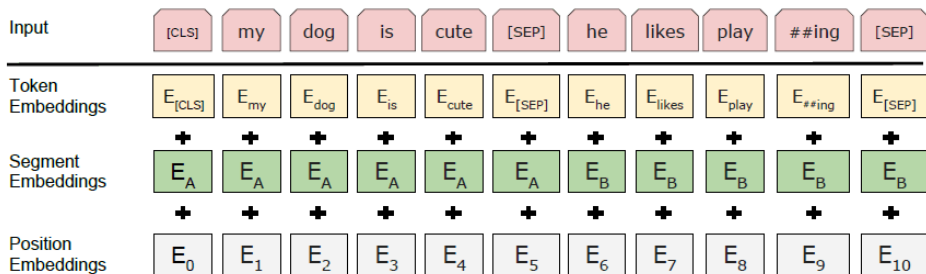 Input [CLS] my dog is cute [SEP] he likes play ##ing [SEP]
Token Embeddings E[CLS] Emy Edog Eis Ecute E[SEP] Ehe Elikes Eplay E##ing E[SEP]
+ + + + + + + + + + +
Segment Embeddings EA EA EA EA EA EA EB EB EB EB EB
+ + + + + + + + + + +
Position Embeddings E0 E1 E2 E3 E4 E5 E6 E7 E8 E9 E10